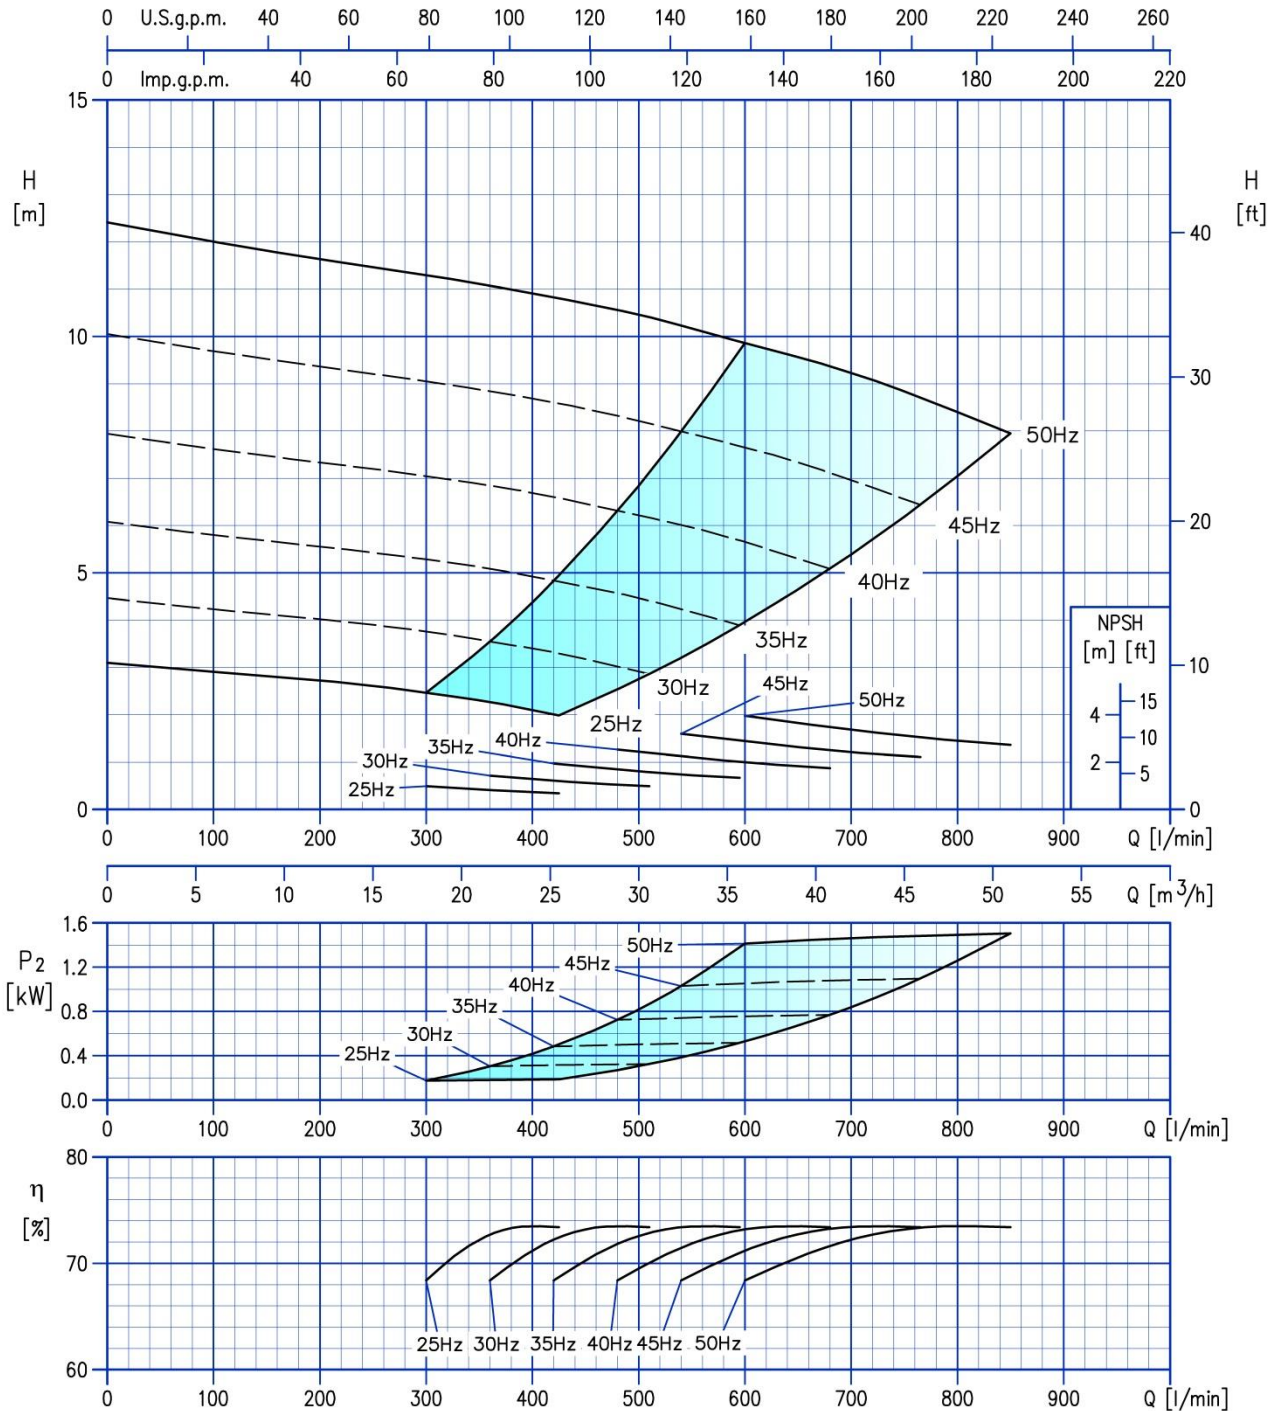 0 U.S.g.p.m. 40 60 80 100 120 140 160 180 200 220 240 260
0 Imp.g.p.m. 40 60 80 100 120 140 160 180 200 220
15
H
[m]
H
[ft]
40
10
30
50Hz
20
45Hz
5
40Hz
NPSH
[m] [ft]
35Hz
10
45Hz
30Hz
50Hz
15
4
25Hz
40Hz
35Hz
10
30Hz
2
5
25Hz
0
0
0 100 200 300 400 500 600 700 800 900 Q [l/min]
0 5 10 15 20 25 30 35 40 45 50 55 Q [m3/h]
1.6
P2
[kW]
50Hz
1.2
45Hz
40Hz
0.8
35Hz
30Hz
0.4
25Hz
0.0
0 100 200 300 400 500 600 700 800 900 Q [l/min]
80
η
[%]
70
25Hz 30Hz 35Hz 40Hz 45Hz 50Hz
60
0 100 200 300 400 500 600 700 800 900 Q [l/min]